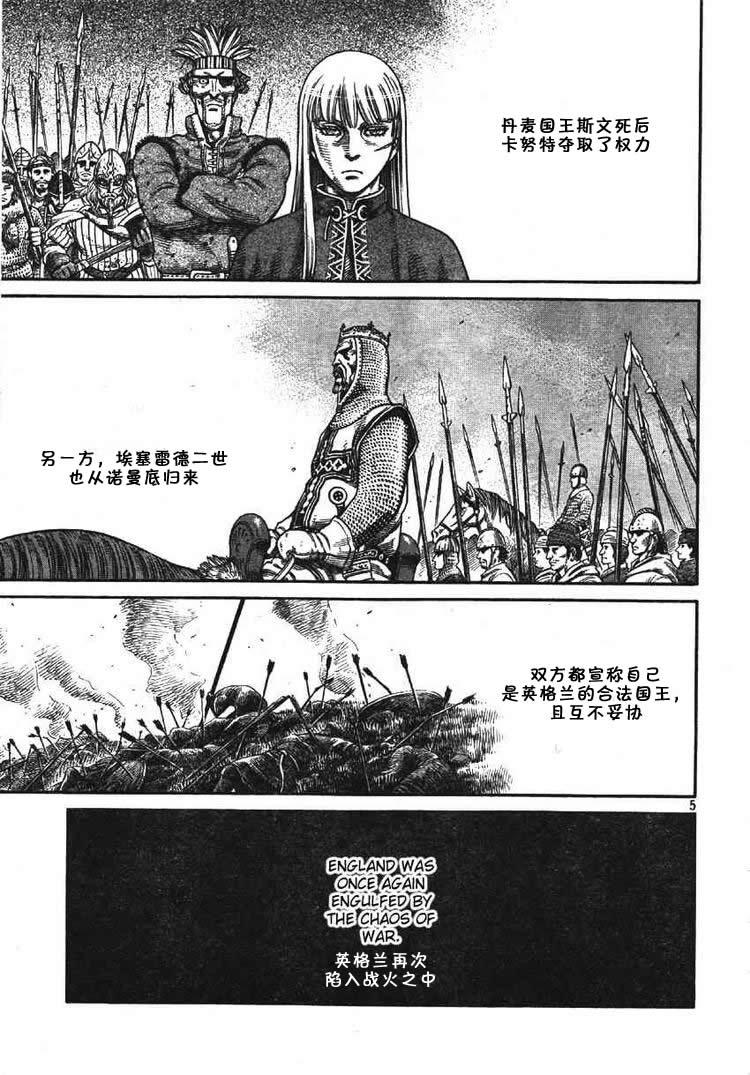 丹麦国王斯文死后
卡努特夺取了权力
另一方，埃塞雷德二世
也从诺曼底归来
双方都宣称自己
是英格兰的合法国王，
且互不妥协
5
ENGLAND WAS
ONCE AGAIN
ENGULFED BY
THE CHAOS OF
WAR.
英格兰再次
陷入战火之中